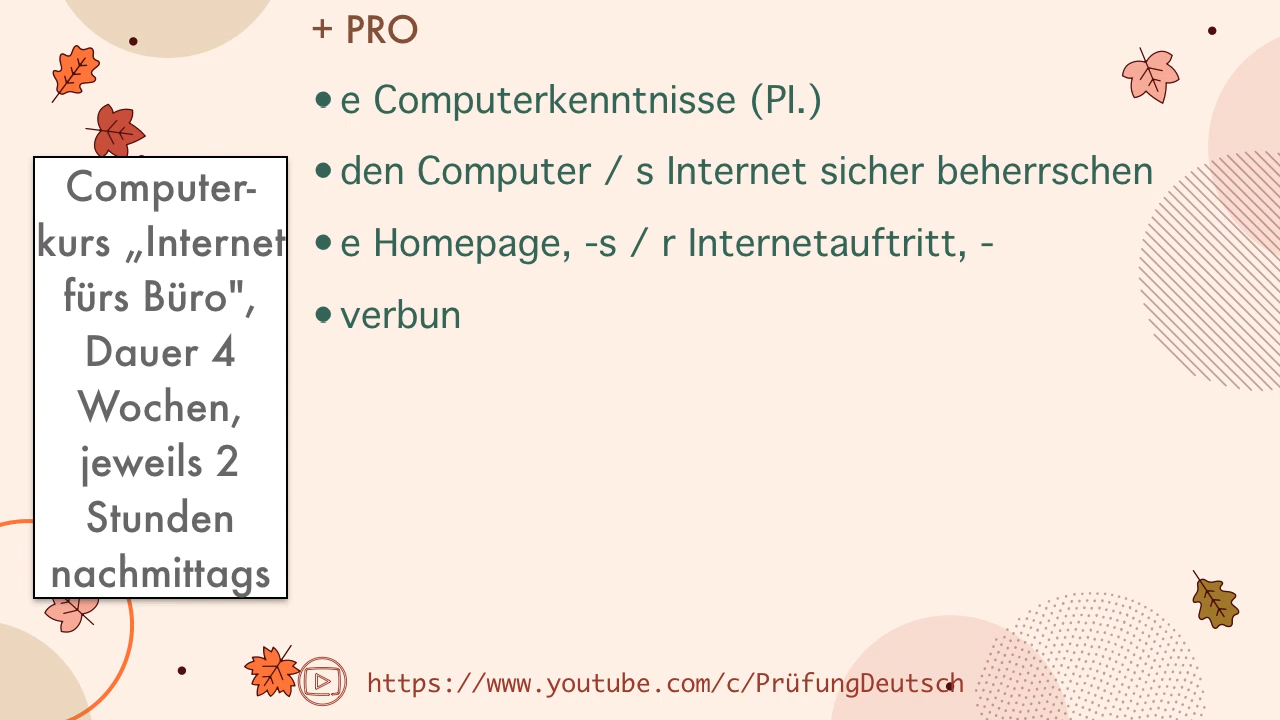 + PRO
• e Computerkenntnisse (Pl.)
• den Computer / s Internet sicher beherrschen
• e Homepage, -s / r Internetauftritt, -
• verbun
Computer-
kurs „Internet
fürs Büro",
Dauer 4
Wochen,
jeweils 2
Stunden
nachmittags
https://www.youtube.com/c/PrüfungDeutsch